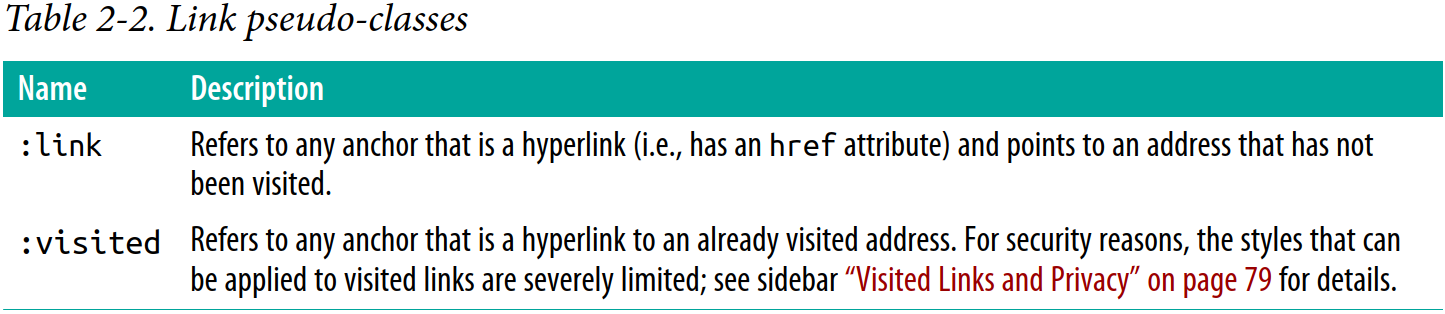 Table 2-2. Link pseudo-classes
Name Description
:link Refers to any anchor that is a hyperlink (i.e., has an href attribute) and points to an address that has not
been visited.
:visited Refers to any anchor that is a hyperlink to an already visited address. For security reasons, the styles that can
be applied to visited links are severely limited; see sidebar “Visited Links and Privacy” on page 79 for details.